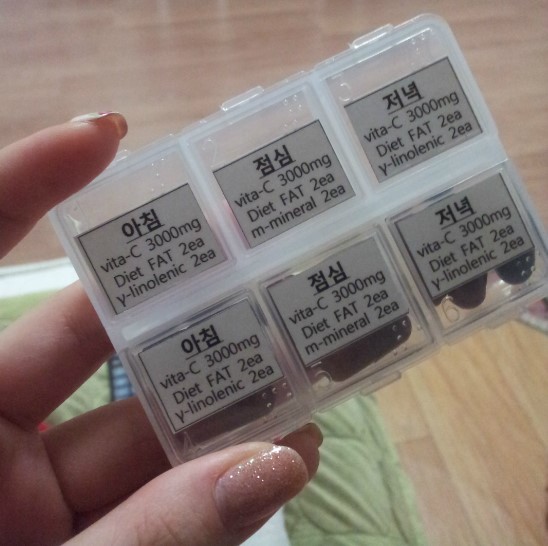 아침
vita-C 3000mg
Diet FAT 2ea
γ-linolenic 2ea
점심
vita-C 3000mg
Diet FAT 2ea
m-mineral 2ea
저녁
vita-C 3000mg
Diet FAT 2ea
γ-linolenic 2ea
아침
vita-C 3000mg
Diet FAT 2ea
γ-linolenic 2ea
점심
vita-C 3000mg
Diet FAT 2ea
m-mineral 2ea
저녁
vita-C 3000mg
Diet FAT 2ea
γ-linolenic 2ea
5
6